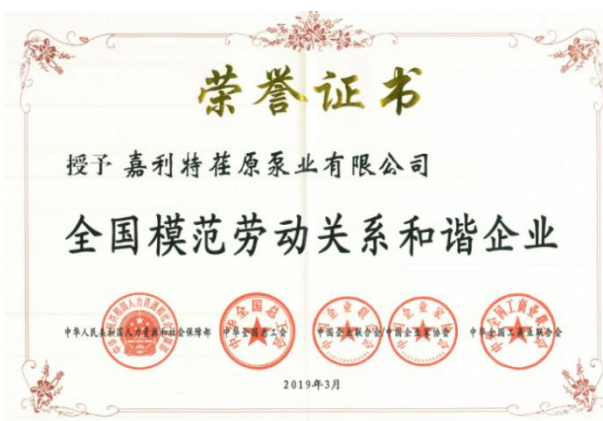 荣誉证书
授予 嘉利特荏原泵业有限公司
全国模范劳动关系和谐企业
中华人民共和国人力资源和社会保障部 中华全国总工会 中国企业联合会/中国企业家协会 中华全国工商业联合会
2019年3月